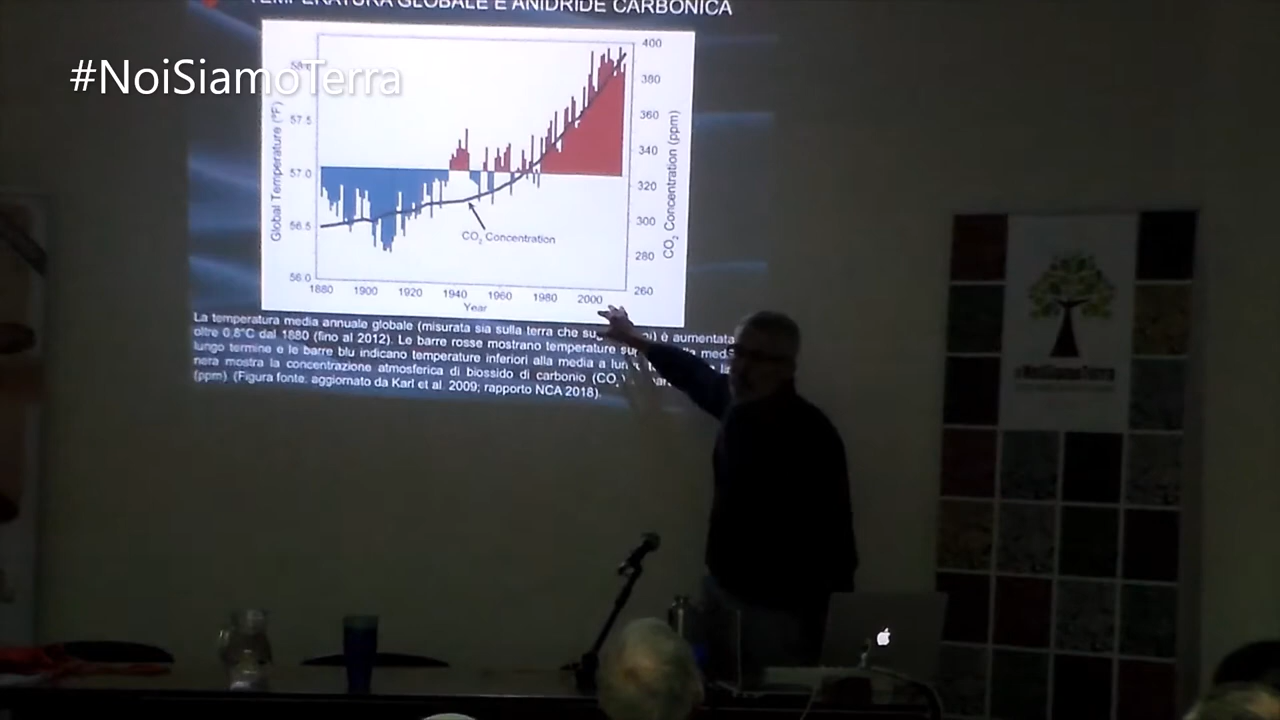 TEMPERATURA GLOBALE E ANIDRIDE CARBONICA
#NoiSiamoTerra
Global Temperature (°F)
58.0
57.5
57.0
56.5
56.0
400
380
360
340
320
300
280
260
CO2 Concentration (ppm)
CO2 Concentration
1880 1900 1920 1940 1960 1980 2000
Year
La temperatura media annuale globale (misurata sia sulla terra che è aumentata
oltre 0,8°C dal 1880 (fino al 2012). Le barre rosse mostrano temperature
lungo termine e le barre blu indicano temperature inferiori alla media a
nera mostra la concentrazione atmosferica di biossido di carbonio (CO
(ppm). (Figura fonte: aggiornato da Karl et al. 2009; rapporto NCA 2018).
#NoiSiamoTerra